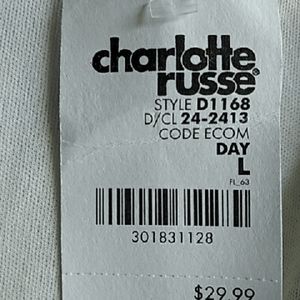 charlotte
russe®
STYLE D1168
D/CL 24-2413
CODE ECOM
DAY
L
FL_63
301831128
$29.99